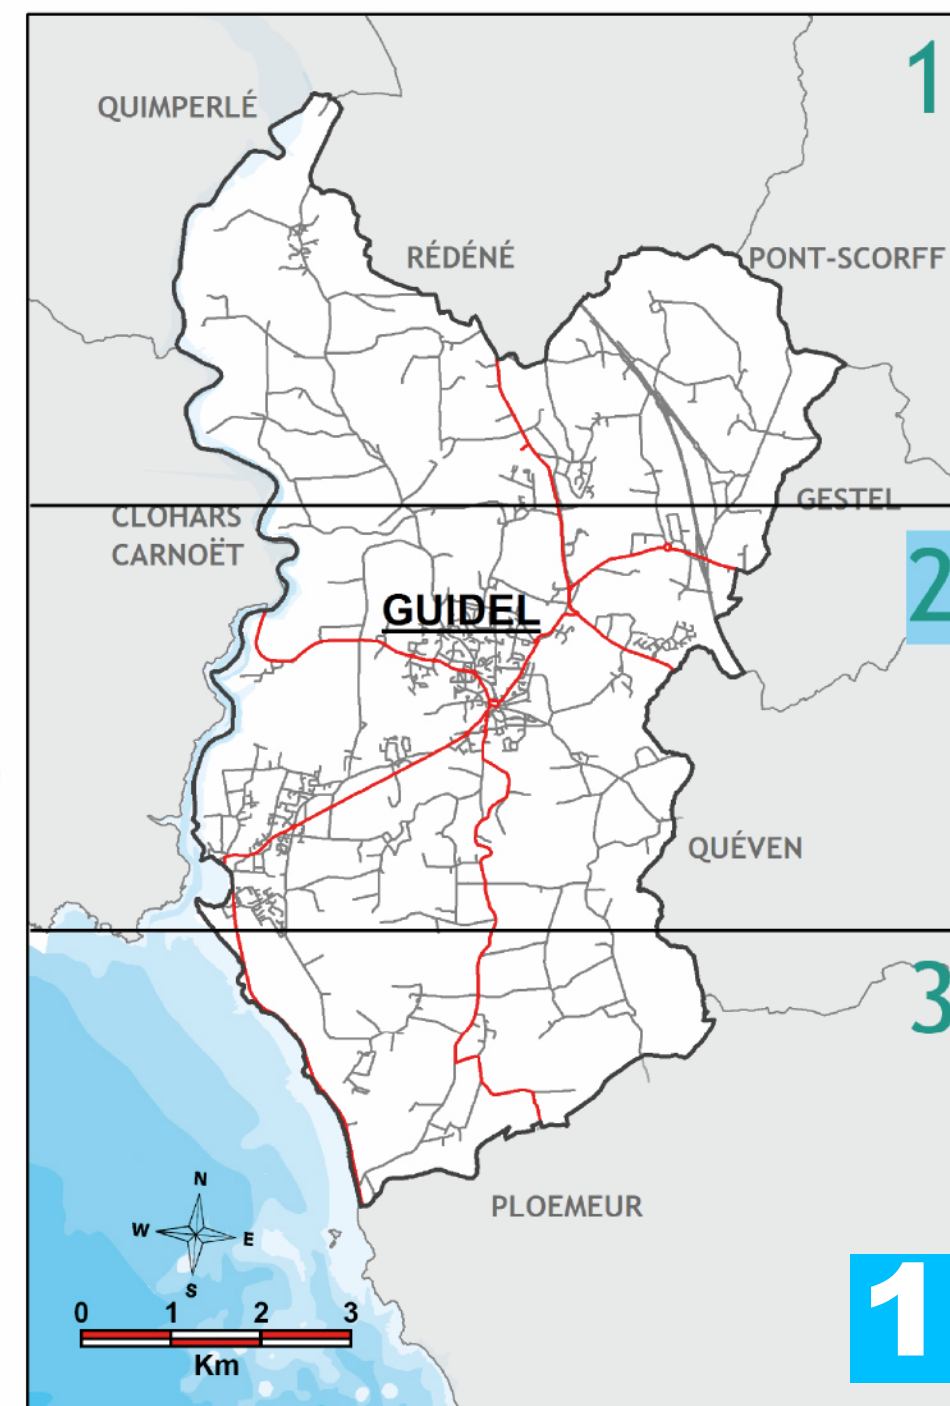 1
QUIMPERLÉ
RÉDÉNÉ
PONT-SCORFF
GESTEL
CLOHARS
CARNOËT
2
GUIDEL
QUÉVEN
3
N
W
E
S
PLOEMEUR
0 1 2 3
Km
1